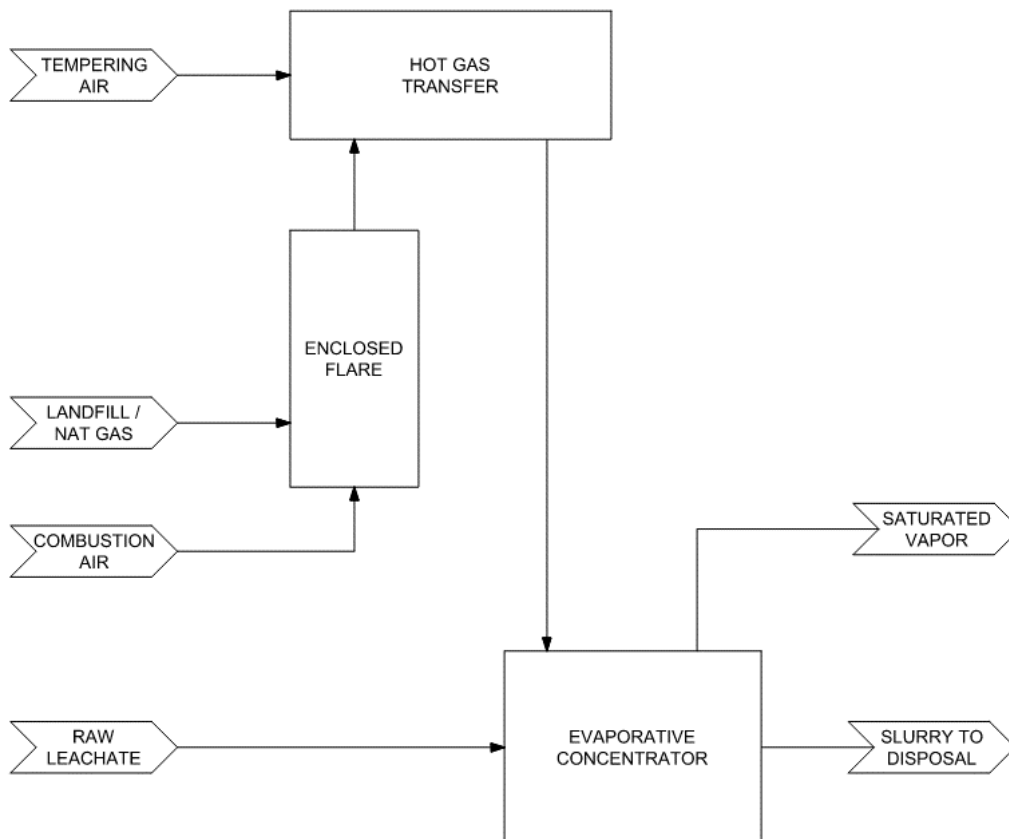 TEMPERING
AIR
HOT GAS
TRANSFER
ENCLOSED
FLARE
LANDFILL /
NAT GAS
COMBUSTION
AIR
SATURATED
VAPOR
RAW
LEACHATE
EVAPORATIVE
CONCENTRATOR
SLURRY TO
DISPOSAL